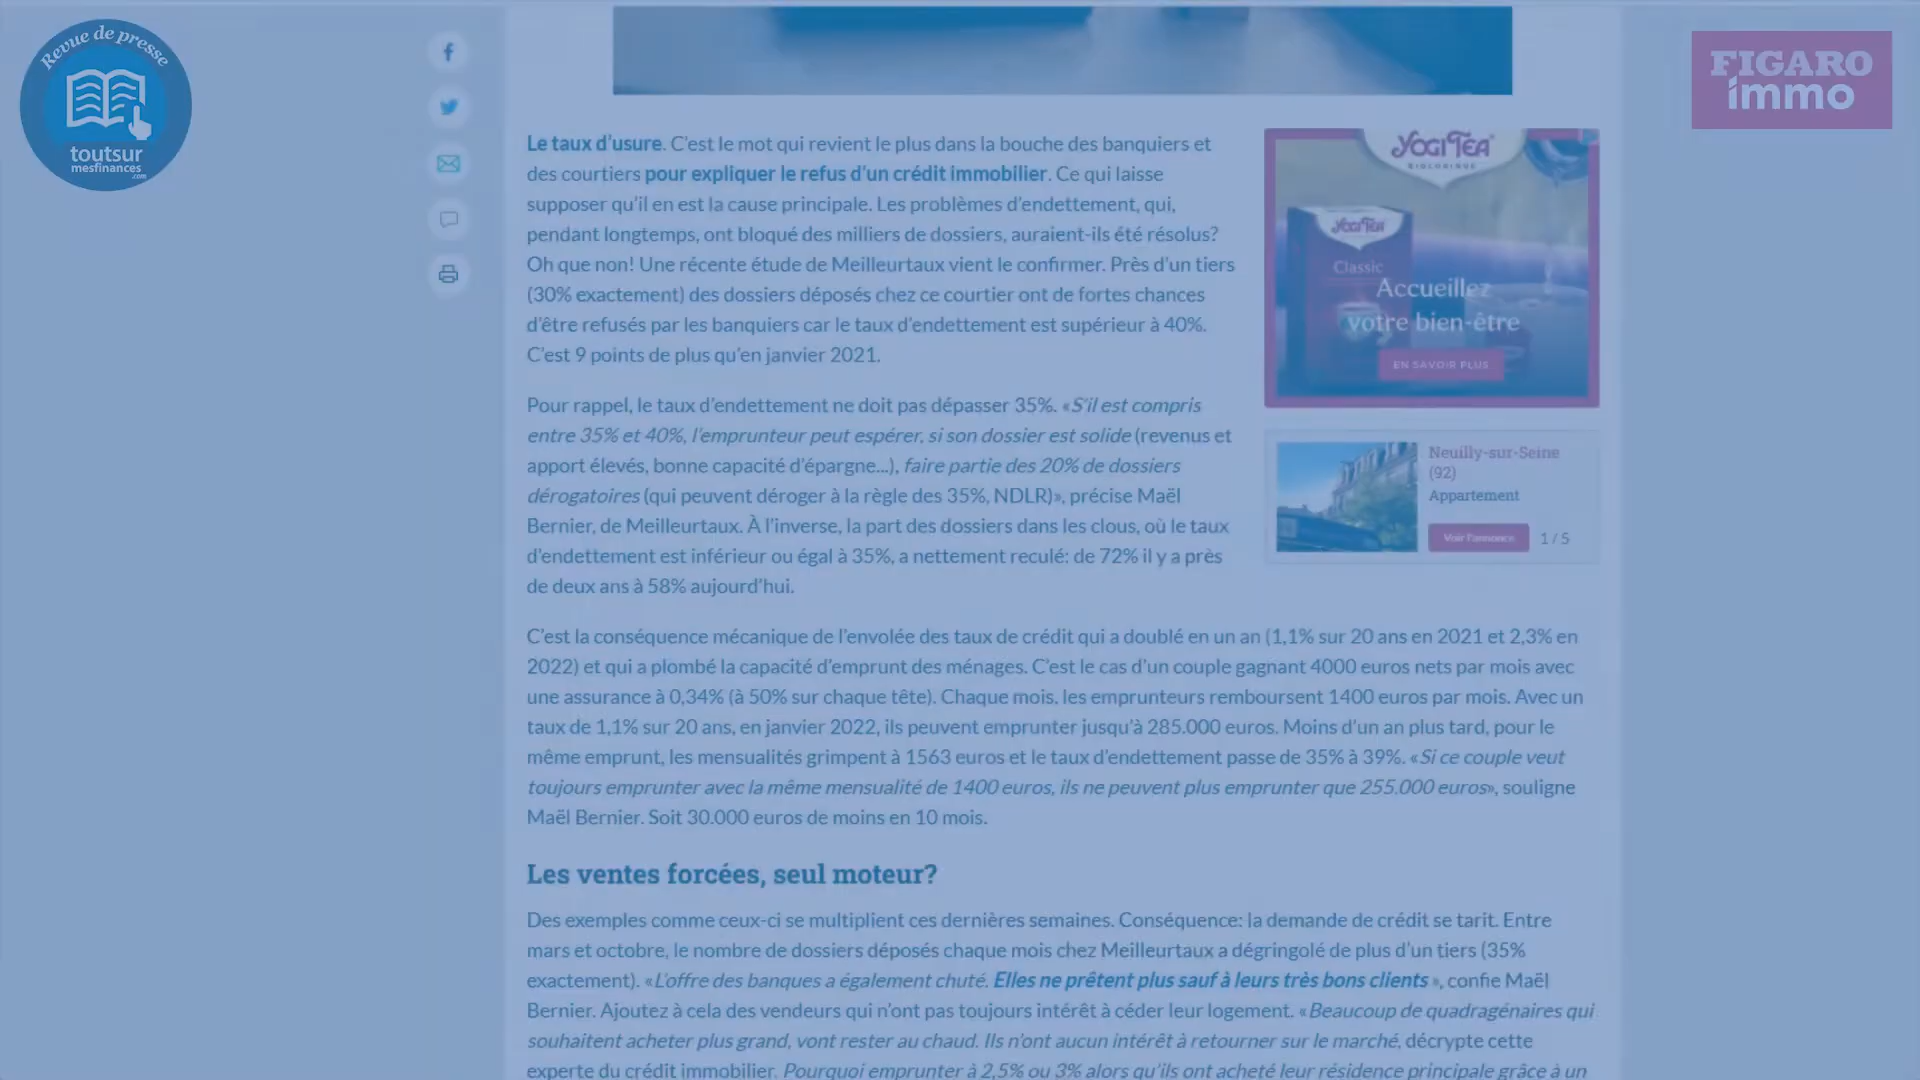 Revue de presse
toutsur
mesfinances
.com
FIGARO
immo
Le taux d'usure. C'est le mot qui revient le plus dans la bouche des banquiers et
des courtiers pour expliquer le refus d'un crédit immobilier. Ce qui laisse
supposer qu'il en est la cause principale. Les problèmes d'endettement, qui,
pendant longtemps, ont bloqué des milliers de dossiers, auraient-ils été résolus?
Oh que non! Une récente étude de Meilleurtaux vient le confirmer. Près d'un tiers
(30% exactement) des dossiers déposés chez ce courtier ont de fortes chances
d'être refusés par les banquiers car le taux d'endettement est supérieur à 40%.
C'est 9 points de plus qu'en janvier 2021.
YOGI TEA
BIOLOGIQUE
YOGI TEA
Classic
Accueillez
votre bien-être
EN SAVOIR PLUS
Pour rappel, le taux d'endettement ne doit pas dépasser 35%. «S'il est compris
entre 35% et 40%, l'emprunteur peut espérer, si son dossier est solide (revenus et
apport élevés, bonne capacité d'épargne...), faire partie des 20% de dossiers
dérogatoires (qui peuvent déroger à la règle des 35%, NDLR)», précise Maël
Bernier, de Meilleurtaux. À l'inverse, la part des dossiers dans les clous, où le taux
d'endettement est inférieur ou égal à 35%, a nettement reculé: de 72% il y a près
de deux ans à 58% aujourd'hui.
Neuilly-sur-Seine
(92)
Appartement
Voir l'annonce
1 / 5
C'est la conséquence mécanique de l'envolée des taux de crédit qui a doublé en un an (1,1% sur 20 ans en 2021 et 2,3% en
2022) et qui a plombé la capacité d'emprunt des ménages. C'est le cas d'un couple gagnant 4000 euros nets par mois avec
une assurance à 0,34% (à 50% sur chaque tête). Chaque mois, les emprunteurs remboursent 1400 euros par mois. Avec un
taux de 1,1% sur 20 ans, en janvier 2022, ils peuvent emprunter jusqu'à 285.000 euros. Moins d'un an plus tard, pour le
même emprunt, les mensualités grimpent à 1563 euros et le taux d'endettement passe de 35% à 39%. «Si ce couple veut
toujours emprunter avec la même mensualité de 1400 euros, ils ne peuvent plus emprunter que 255.000 euros», souligne
Maël Bernier. Soit 30.000 euros de moins en 10 mois.
Les ventes forcées, seul moteur?
Des exemples comme ceux-ci se multiplient ces dernières semaines. Conséquence: la demande de crédit se tarit. Entre
mars et octobre, le nombre de dossiers déposés chaque mois chez Meilleurtaux a dégringolé de plus d'un tiers (35%
exactement). «L'offre des banques a également chuté. Elles ne prêtent plus sauf à leurs très bons clients», confie Maël
Bernier. Ajoutez à cela des vendeurs qui n'ont pas toujours intérêt à céder leur logement. «Beaucoup de quadragénaires qui
souhaitent acheter plus grand, vont rester au chaud. Ils n'ont aucun intérêt à retourner sur le marché, décrypte cette
experte du crédit immobilier. Pourquoi emprunter à 2,5% ou 3% alors qu'ils ont acheté leur résidence principale grâce à un